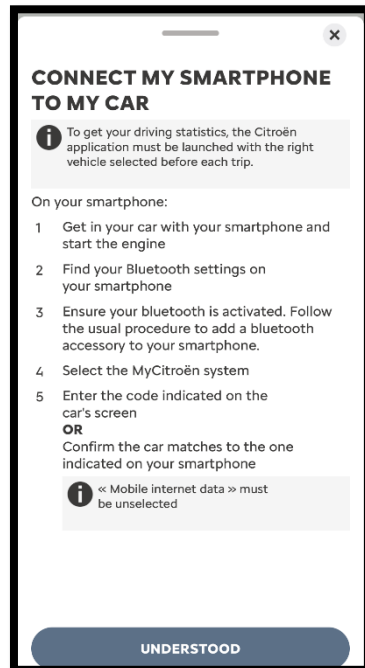 CONNECT MY SMARTPHONE
TO MY CAR
To get your driving statistics, the Citroën
application must be launched with the right
vehicle selected before each trip.
On your smartphone:
1 Get in your car with your smartphone and
start the engine
2 Find your Bluetooth settings on
your smartphone
3 Ensure your bluetooth is activated. Follow
the usual procedure to add a bluetooth
accessory to your smartphone.
4 Select the MyCitroën system
5 Enter the code indicated on the
car's screen
OR
Confirm the car matches to the one
indicated on your smartphone
« Mobile internet data » must
be unselected
UNDERSTOOD